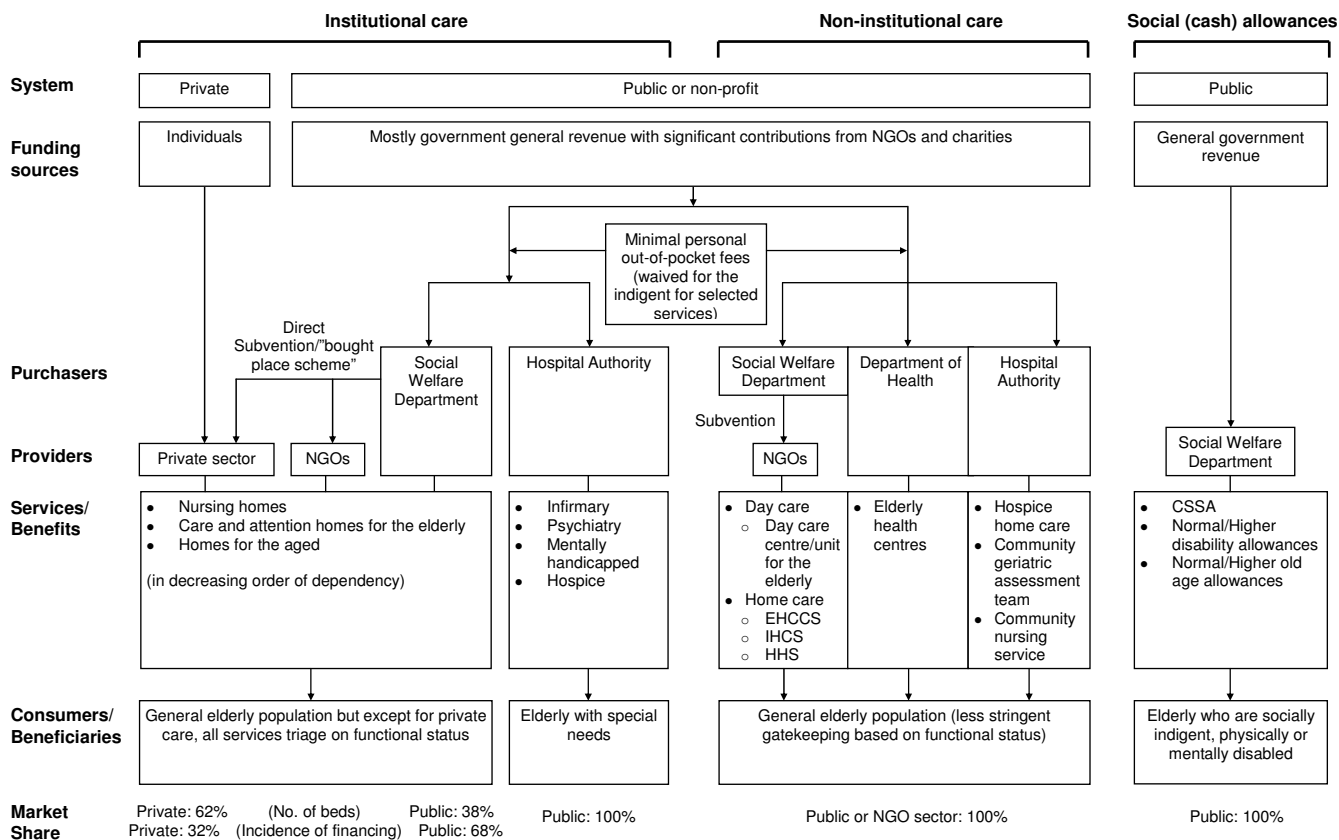 Institutional care
Non-institutional care
Social (cash) allowances
System
Private
Public or non-profit
Public
Funding
sources
Individuals
Mostly government general revenue with significant contributions from NGOs and charities
General government
revenue
Minimal personal
out-of-pocket fees
(waived for the
indigent for selected
services)
Direct
Subvention/”bought
place scheme”
Purchasers
Social
Welfare
Department
Hospital Authority
Social Welfare
Department
Department of
Health
Hospital
Authority
Subvention
Providers
Private sector
NGOs
NGOs
Social Welfare
Department
Services/
Benefits
● Nursing homes
● Care and attention homes for the elderly
● Homes for the aged
(in decreasing order of dependency)
● Infirmary
● Psychiatry
● Mentally
handicapped
● Hospice
● Day care
○ Day care
centre/unit
for the
elderly
● Home care
○ EHCCS
○ IHCS
○ HHS
● Elderly
health
centres
● Hospice
home care
● Community
geriatric
assessment
team
● Community
nursing
service
● CSSA
● Normal/Higher
disability allowances
● Normal/Higher old
age allowances
Consumers/
Beneficiaries
General elderly population but except for private
care, all services triage on functional status
Elderly with special
needs
General elderly population (less stringent
gatekeeping based on functional status)
Elderly who are socially
indigent, physically or
mentally disabled
Market
Share
Private: 62% (No. of beds) Public: 38%
Private: 32% (Incidence of financing) Public: 68%
Public: 100%
Public or NGO sector: 100%
Public: 100%